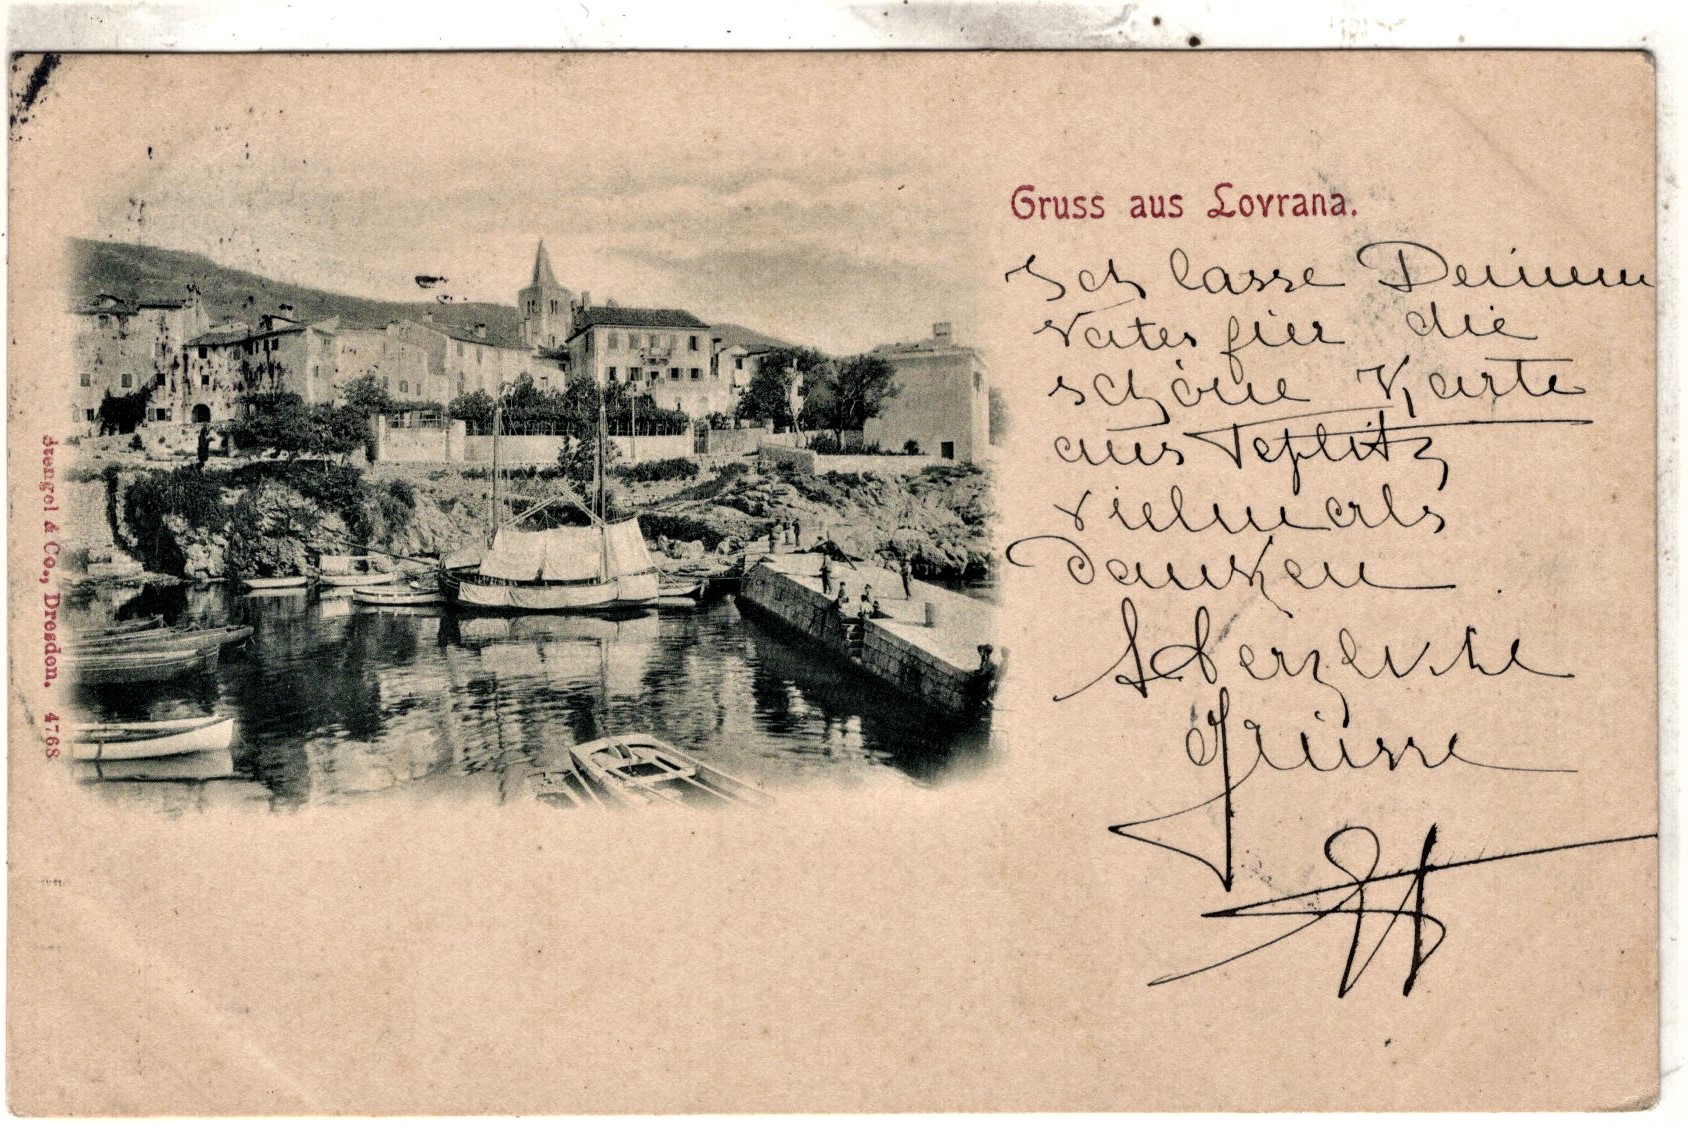 Gruss aus Lovrana.
Ich lasse Deinem
Vater für die
schöne Karte
aus Teplitz
vielmals
danken
Herzliche
Grüsse
Stengel & Co., Dresden. 4768